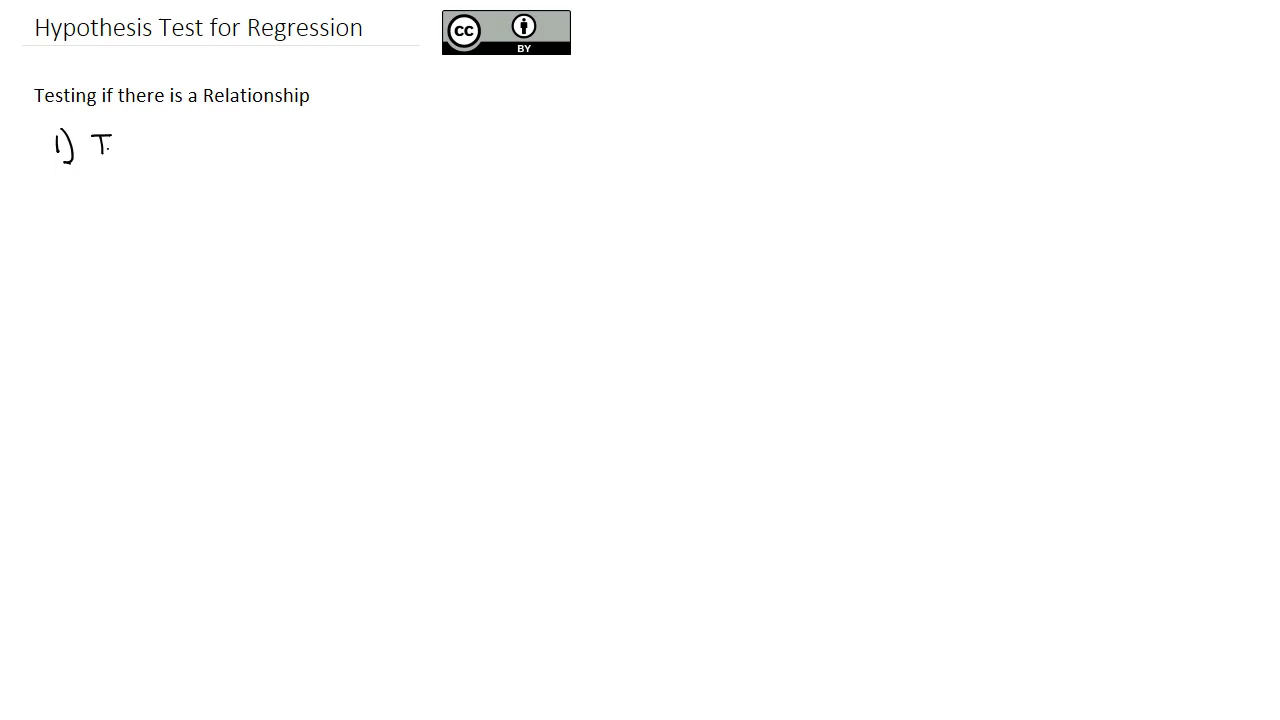 Hypothesis Test for Regression
cc
BY
Testing if there is a Relationship
1) T